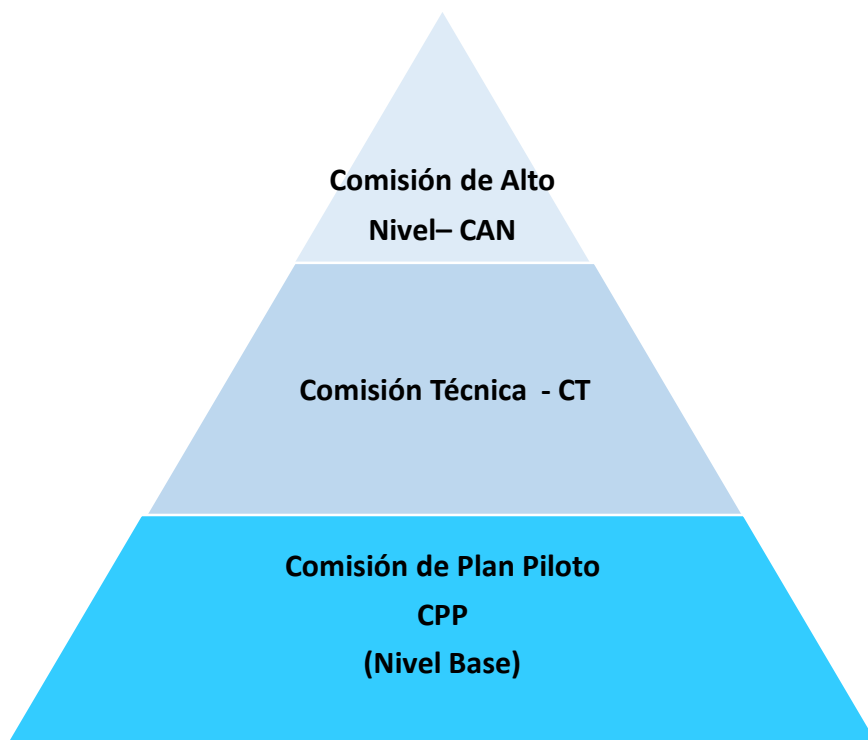 Comisión de Alto
Nivel– CAN
Comisión Técnica - CT
Comisión de Plan Piloto
CPP
(Nivel Base)